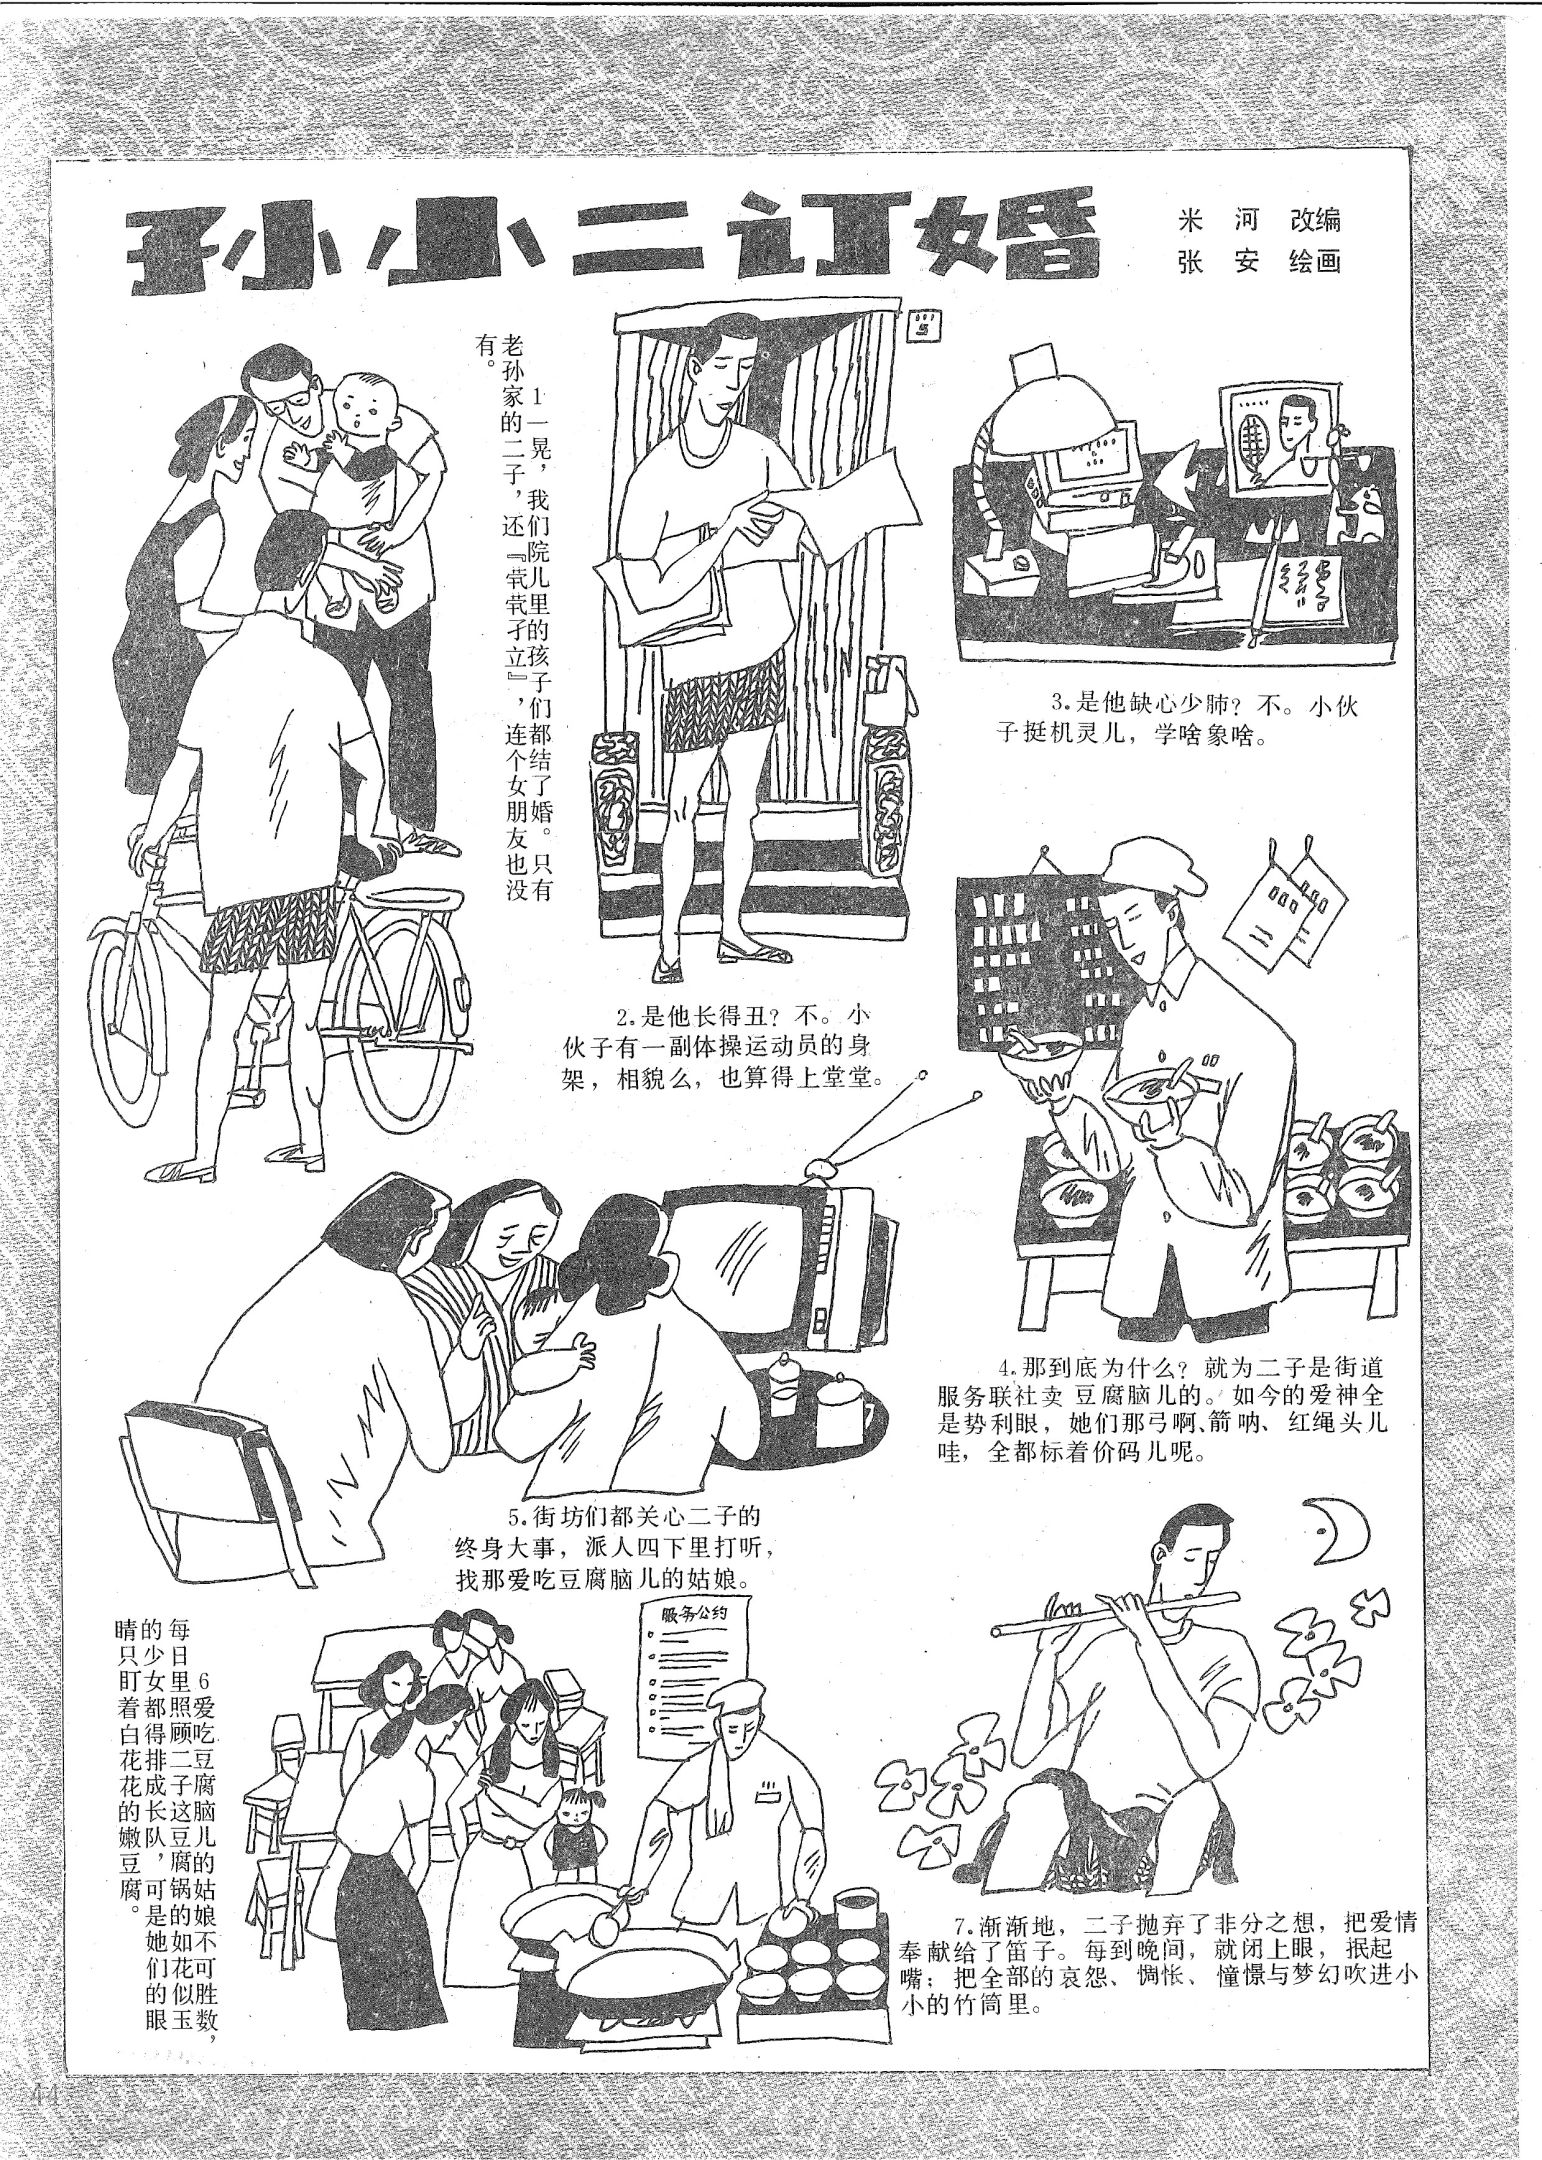 孙小二订婚
米河 改编
张安 绘画
1 一晃，我们院儿里的孩子们都结了婚。只有
老孙家的二子，还『茕茕孑立』，连个女朋友也没
有。
2.是他长得丑？不。小
伙子有一副体操运动员的身
架，相貌么，也算得上堂堂。
3.是他缺心少肺？不。小伙
子挺机灵儿，学啥象啥。
4.那到底为什么？就为二子是街道
服务联社卖豆腐脑儿的。如今的爱神全
是势利眼，她们那弓啊、箭呐、红绳头儿
哇，全都标着价码儿呢。
5.街坊们都关心二子的
终身大事，派人四下里打听，
找那爱吃豆腐脑儿的姑娘。
服务公约
6 爱吃豆腐脑儿的姑娘不可胜数，
每日里照顾二子这豆腐锅的如花似玉
的少女都得排成长队，可是她们的眼
睛只盯着白花花的嫩豆腐。
7.渐渐地，二子抛弃了非分之想，把爱情
奉献给了笛子。每到晚间，就闭上眼，抿起
嘴；把全部的哀怨、惆怅、憧憬与梦幻吹进小
小的竹筒里。
44